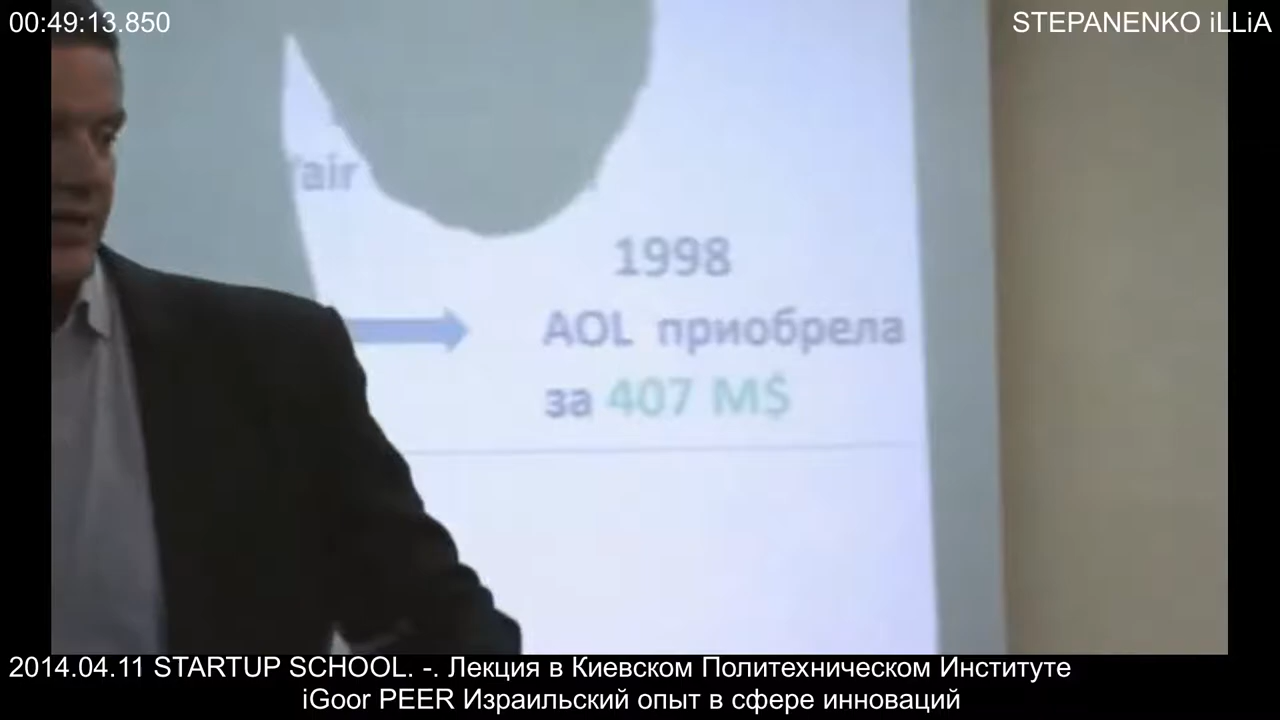 00:49:13.850
STEPANENKO iLLiA
air
1998
AOL приобрела
за 407 M$
2014.04.11 STARTUP SCHOOL. -. Лекция в Киевском Политехническом Институте
iGoor PEER Израильский опыт в сфере инноваций